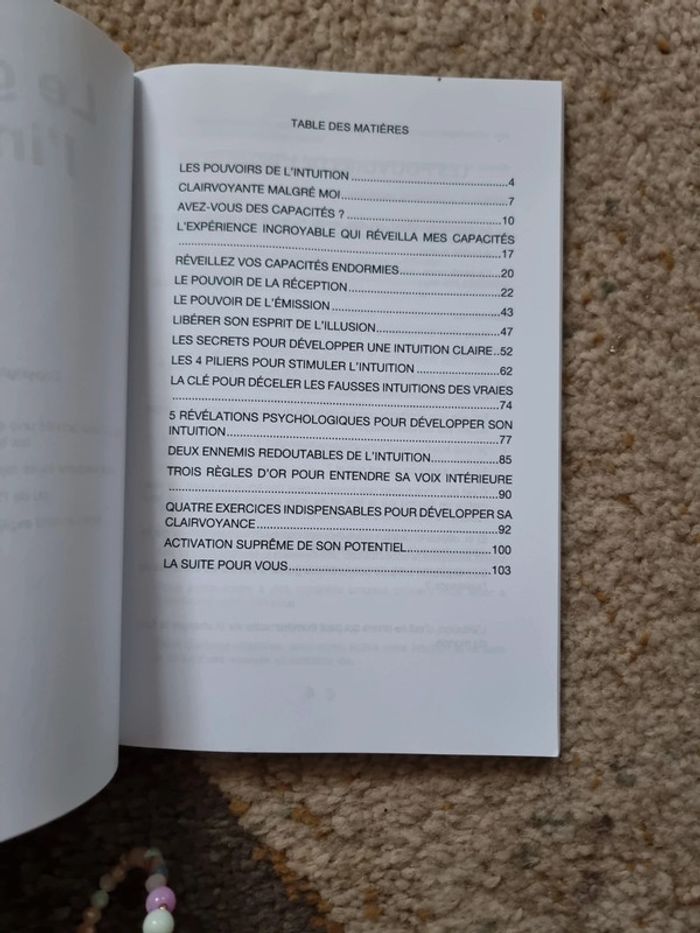 TABLE DES MATIÈRES
LES POUVOIRS DE L'INTUITION.......................................4
CLAIRVOYANTE MALGRÉ MOI..........................................7
AVEZ-VOUS DES CAPACITÉS ?.......................................10
L'EXPÉRIENCE INCROYABLE QUI RÉVEILLA MES CAPACITÉS
.....................................................................................17
RÉVEILLEZ VOS CAPACITÉS ENDORMIES.........................20
LE POUVOIR DE LA RÉCEPTION.....................................22
LE POUVOIR DE L'ÉMISSION..........................................43
LIBÉRER SON ESPRIT DE L'ILLUSION..............................47
LES SECRETS POUR DÉVELOPPER UNE INTUITION CLAIRE..52
LES 4 PILIERS POUR STIMULER L'INTUITION.....................62
LA CLÉ POUR DÉCELER LES FAUSSES INTUITIONS DES VRAIES
.....................................................................................74
5 RÉVÉLATIONS PSYCHOLOGIQUES POUR DÉVELOPPER SON
INTUITION....................................................................77
DEUX ENNEMIS REDOUTABLES DE L'INTUITION.................85
TROIS RÈGLES D'OR POUR ENTENDRE SA VOIX INTÉRIEURE
.....................................................................................90
QUATRE EXERCICES INDISPENSABLES POUR DÉVELOPPER SA
CLAIRVOYANCE.............................................................92
ACTIVATION SUPRÊME DE SON POTENTIEL.....................100
LA SUITE POUR VOUS...................................................103